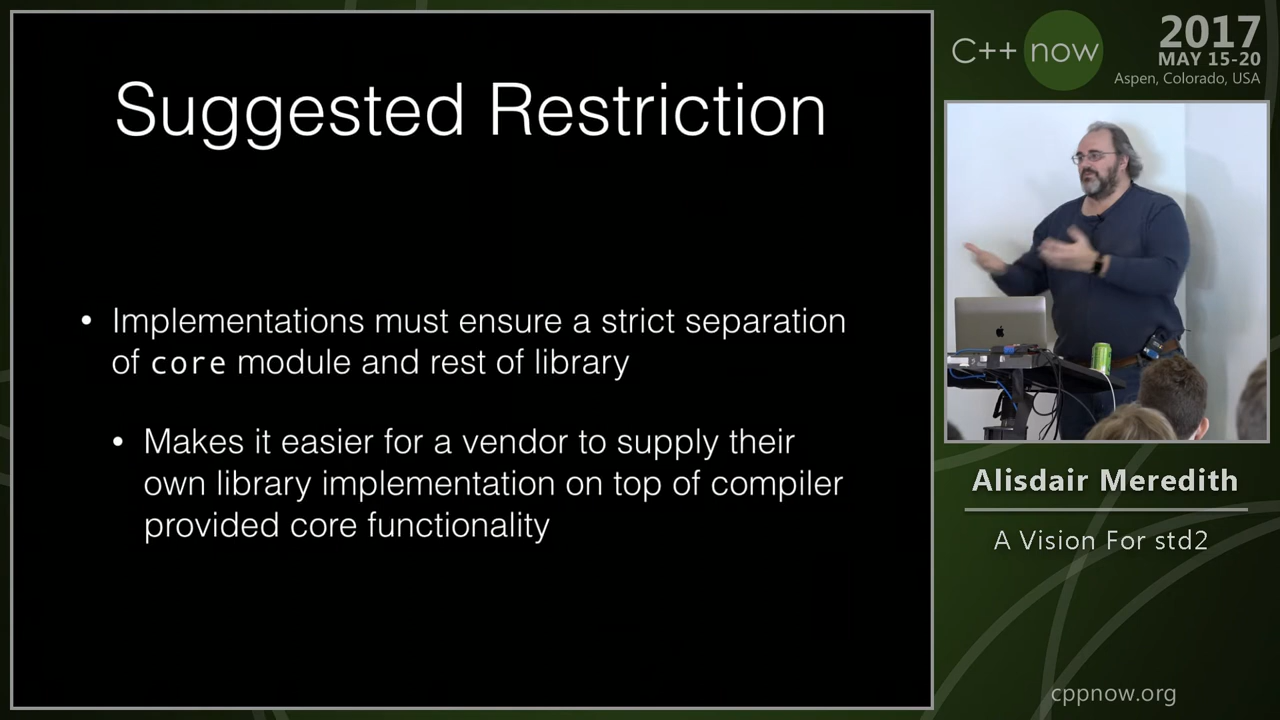 Suggested Restriction
• Implementations must ensure a strict separation
of core module and rest of library
• Makes it easier for a vendor to supply their
own library implementation on top of compiler
provided core functionality
C++ now
2017
MAY 15-20
Aspen, Colorado, USA
Alisdair Meredith
A Vision For std2
cppnow.org